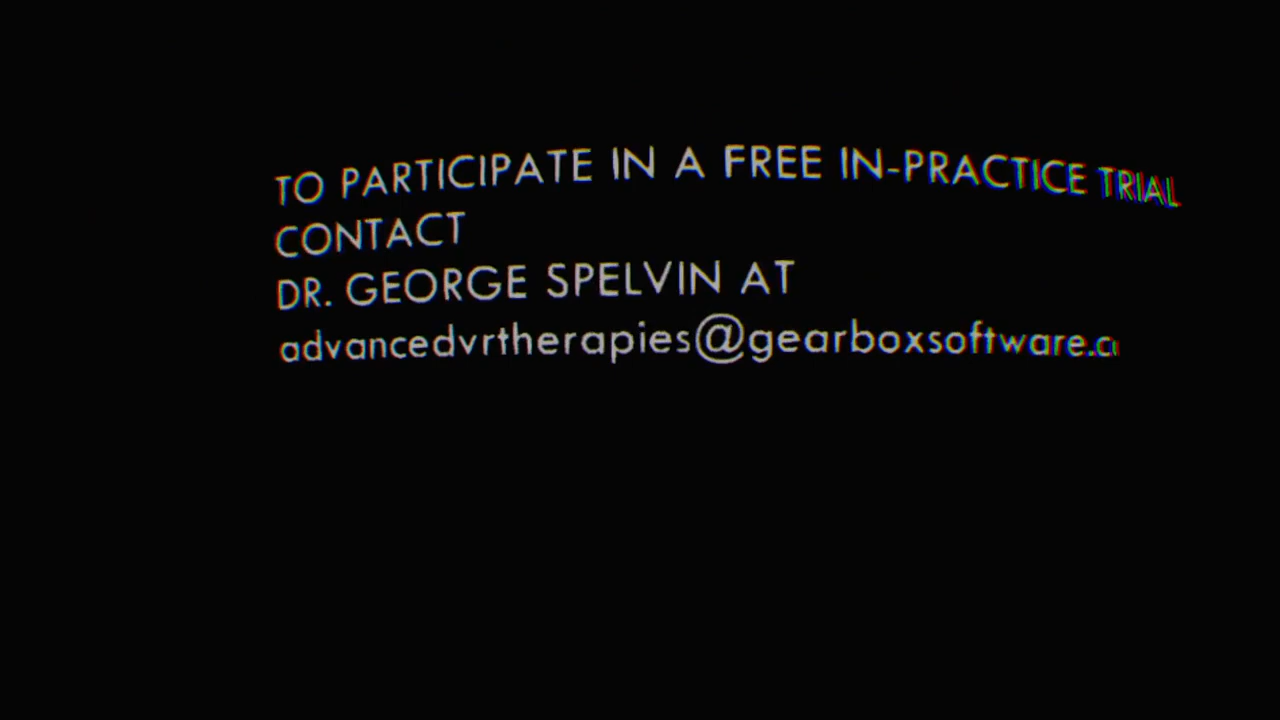 TO PARTICIPATE IN A FREE IN-PRACTICE TRIAL
CONTACT
DR. GEORGE SPELVIN AT
advancedvrtherapies@gearboxsoftware.c